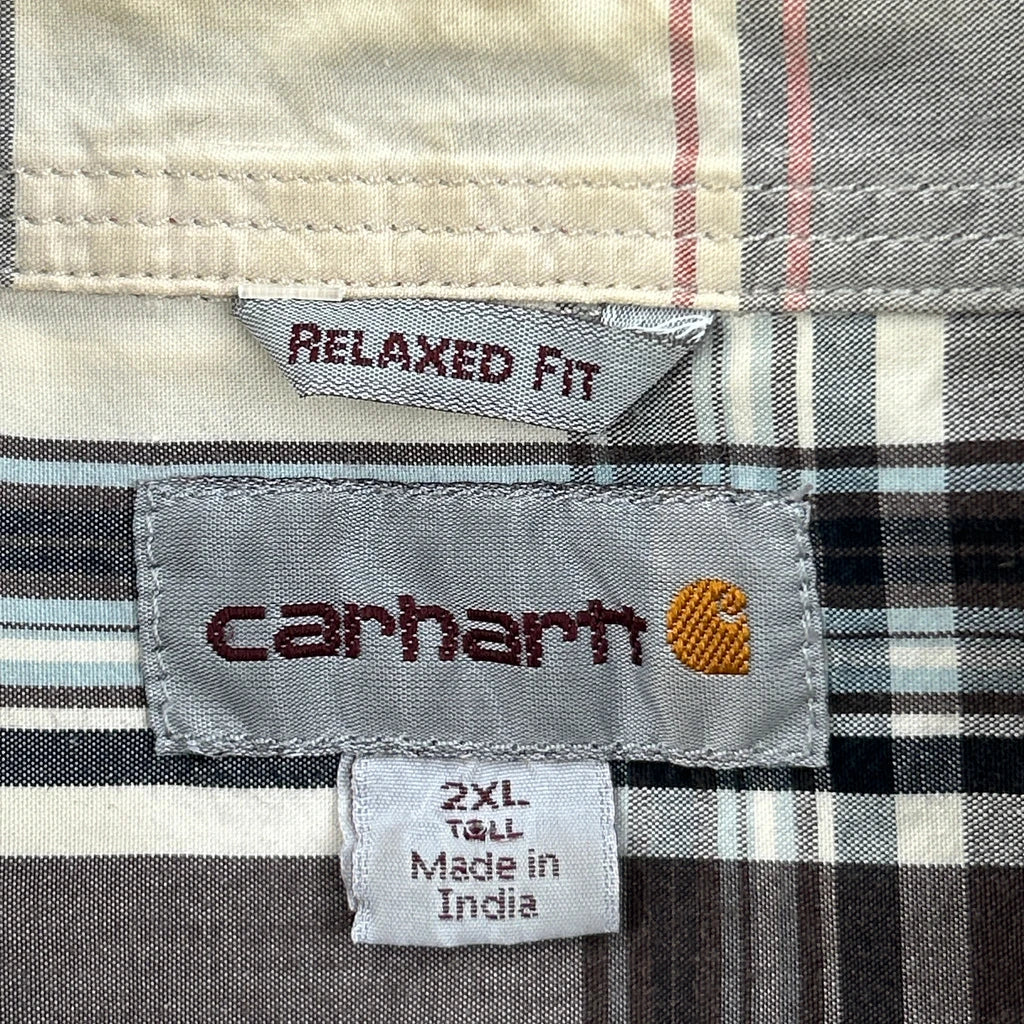 RELAXED FIT
carhartt
2XL
TALL
Made in
India